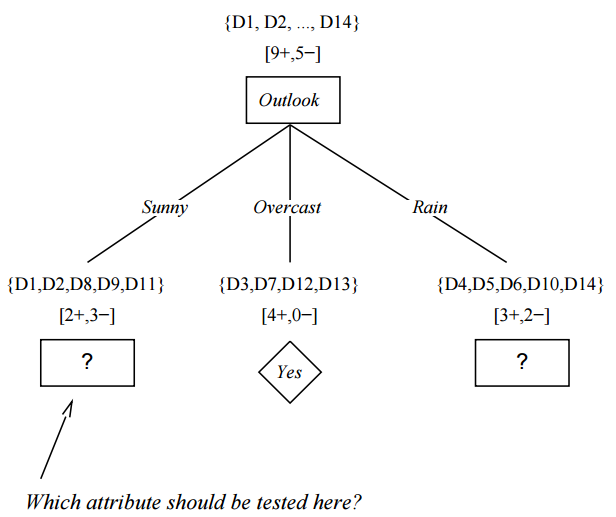 {D1, D2, ..., D14}
[9+,5−]
Outlook
Sunny Overcast Rain
{D1,D2,D8,D9,D11} {D3,D7,D12,D13} {D4,D5,D6,D10,D14}
[2+,3−] [4+,0−] [3+,2−]
? Yes ?
Which attribute should be tested here?